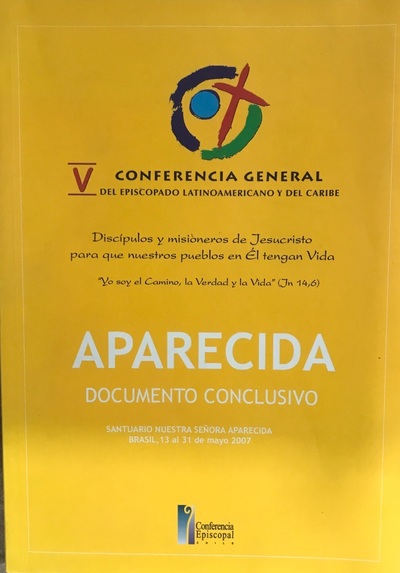 V CONFERENCIA GENERAL
DEL EPISCOPADO LATINOAMERICANO Y DEL CARIBE
Discípulos y misioneros de Jesucristo
para que nuestros pueblos en Él tengan Vida
"Yo soy el Camino, la Verdad y la Vida" (Jn 14,6)
APARECIDA
DOCUMENTO CONCLUSIVO
SANTUARIO NUESTRA SEÑORA APARECIDA
BRASIL, 13 al 31 de mayo 2007
Conferencia
Episcopal
CHILE